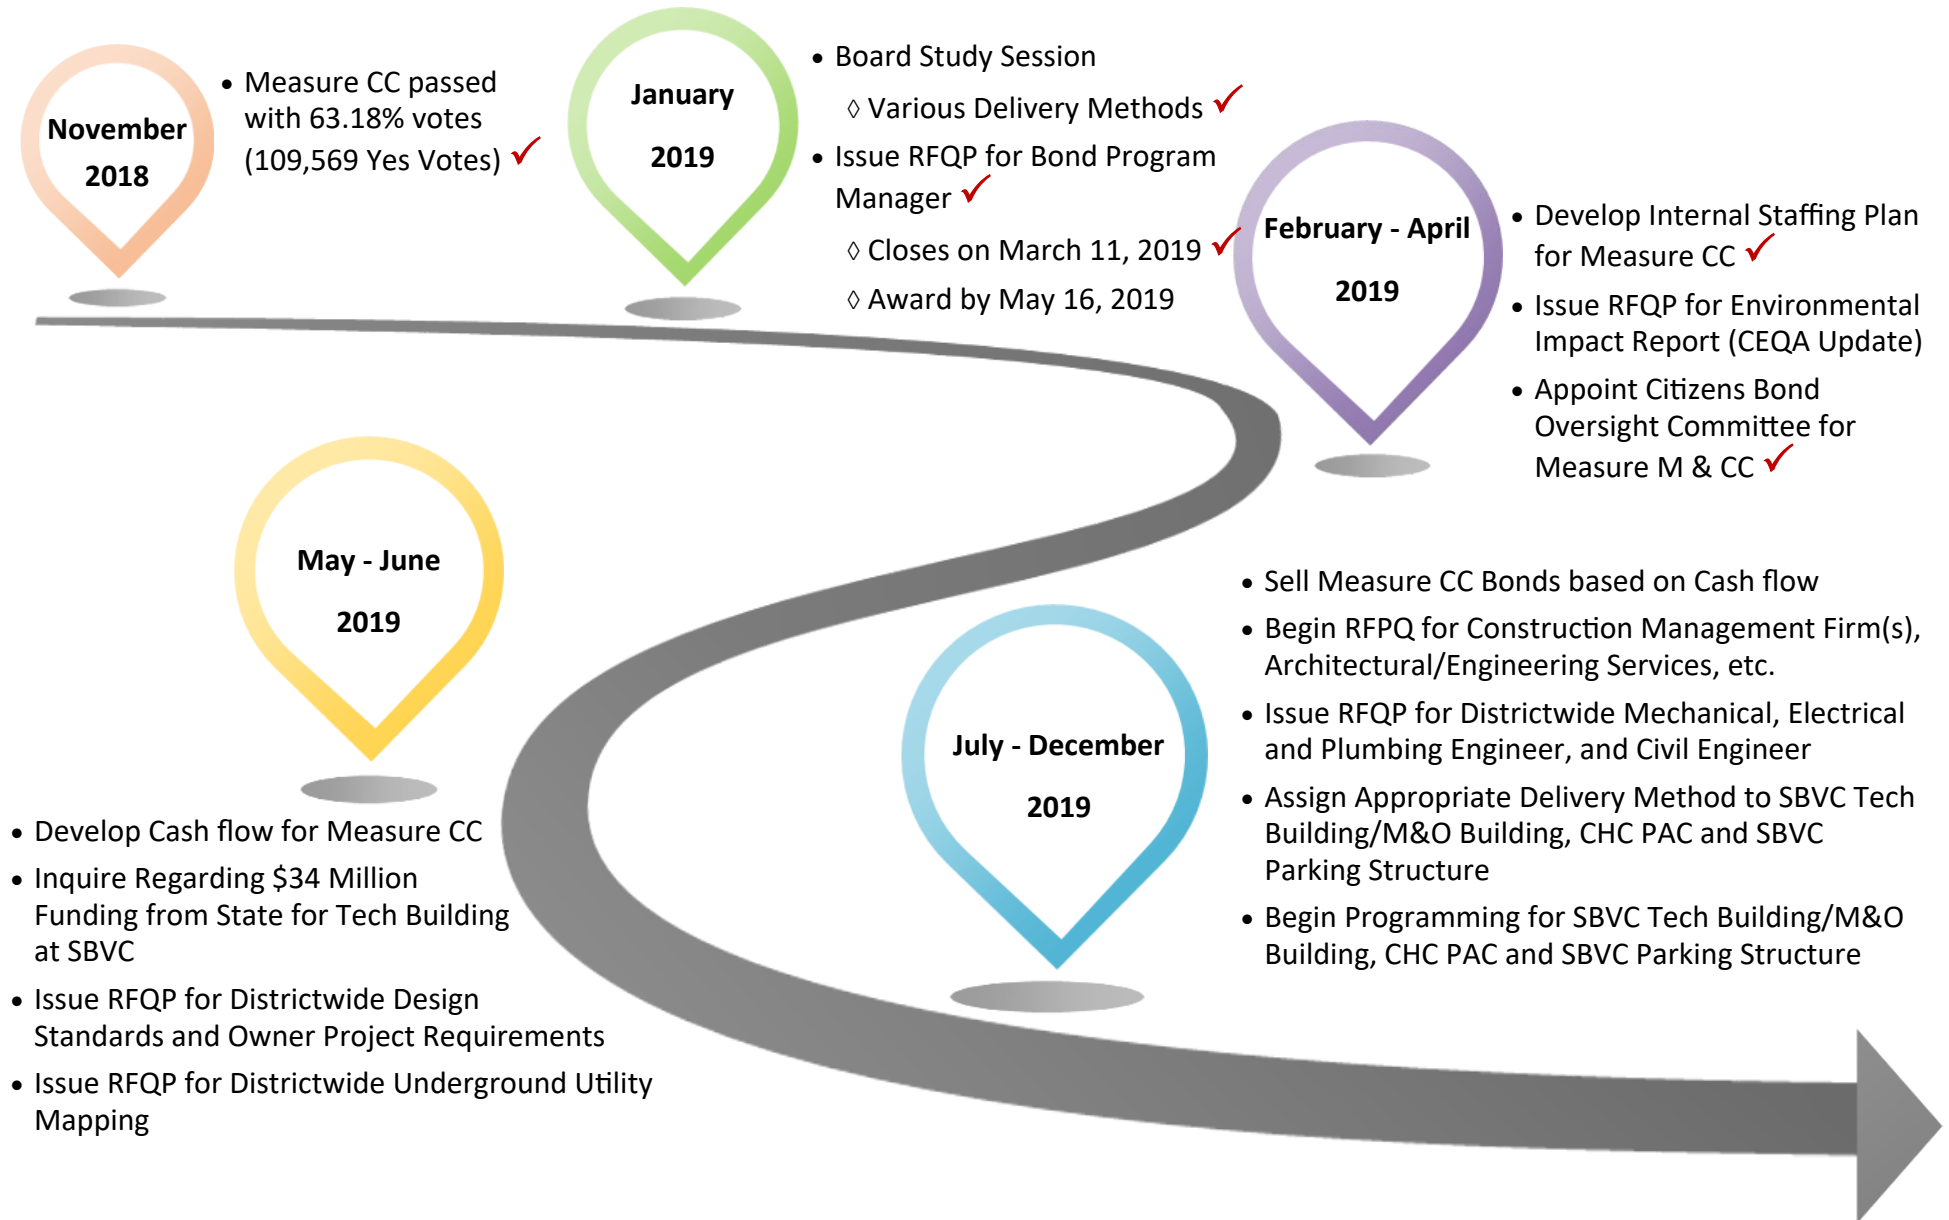 November
2018
• Measure CC passed
with 63.18% votes
(109,569 Yes Votes) ✓
January
2019
• Board Study Session
◊ Various Delivery Methods ✓
• Issue RFQP for Bond Program
Manager ✓
◊ Closes on March 11, 2019 ✓
◊ Award by May 16, 2019
February - April
2019
• Develop Internal Staffing Plan
for Measure CC ✓
• Issue RFQP for Environmental
Impact Report (CEQA Update)
• Appoint Citizens Bond
Oversight Committee for
Measure M & CC ✓
May - June
2019
• Develop Cash flow for Measure CC
• Inquire Regarding $34 Million
Funding from State for Tech Building
at SBVC
• Issue RFQP for Districtwide Design
Standards and Owner Project Requirements
• Issue RFQP for Districtwide Underground Utility
Mapping
July - December
2019
• Sell Measure CC Bonds based on Cash flow
• Begin RFPQ for Construction Management Firm(s),
Architectural/Engineering Services, etc.
• Issue RFQP for Districtwide Mechanical, Electrical
and Plumbing Engineer, and Civil Engineer
• Assign Appropriate Delivery Method to SBVC Tech
Building/M&O Building, CHC PAC and SBVC
Parking Structure
• Begin Programming for SBVC Tech Building/M&O
Building, CHC PAC and SBVC Parking Structure